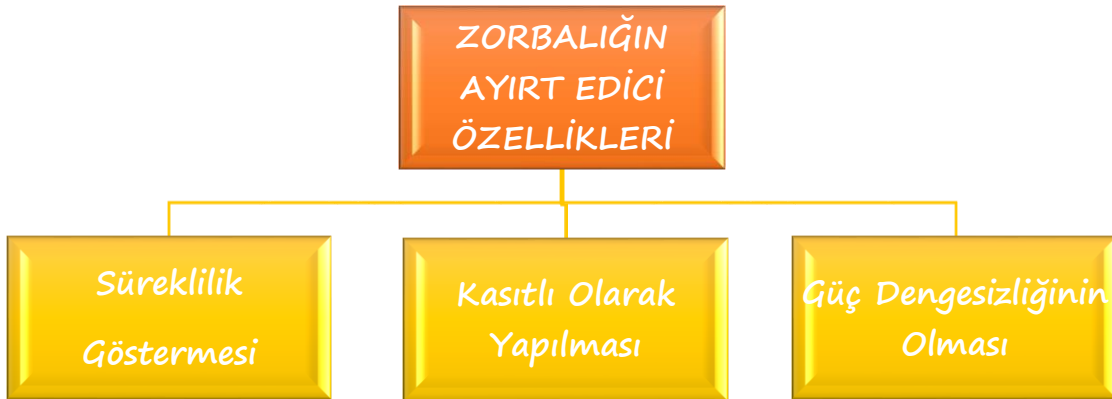 ZORBALIĞIN
AYIRT EDİCİ
ÖZELLİKLERİ
Süreklilik
Göstermesi
Kasıtlı Olarak
Yapılması
Güç Dengesizliğinin
Olması